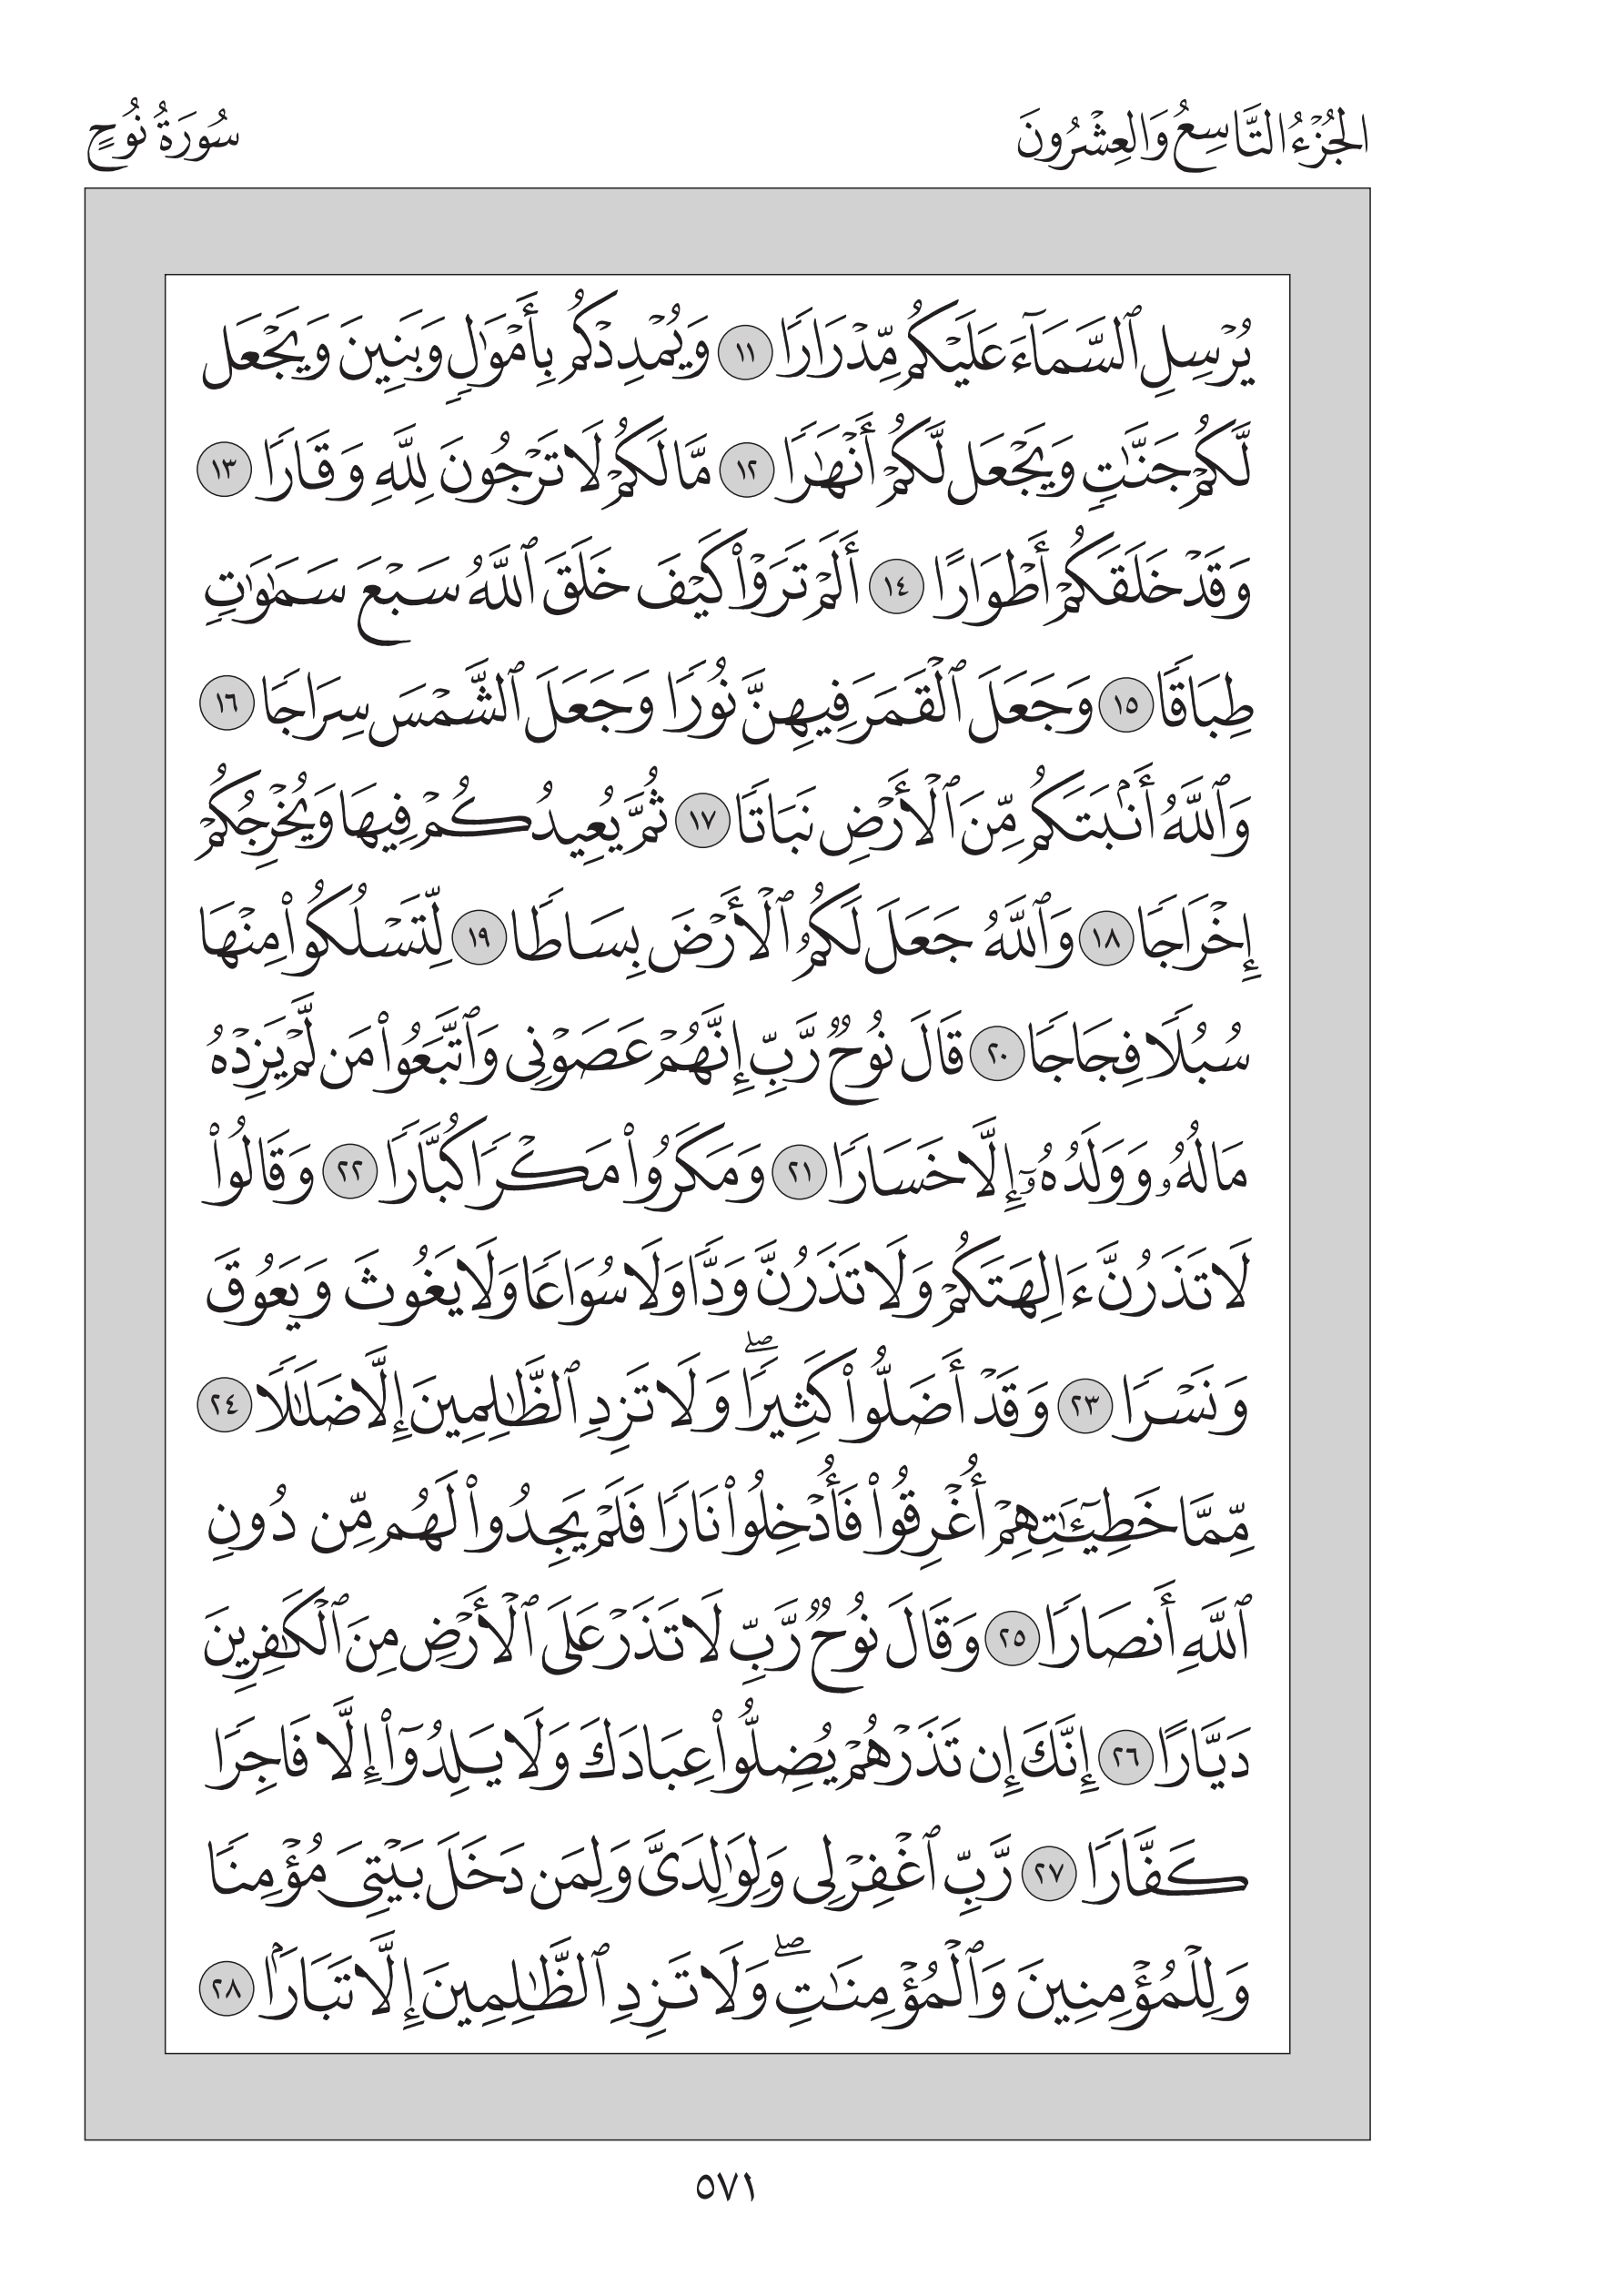 الجُزْءُ التَّاسِعُ وَالعِشْرُونَ
سُورَةُ نُوحٍ
يُرْسِلِ ٱلسَّمَآءَ عَلَيْكُم مِّدْرَارًا ١١ وَيُمْدِدْكُم بِأَمْوَٰلٍ وَبَنِينَ وَيَجْعَل
لَّكُمْ جَنَّٰتٍ وَيَجْعَل لَّكُمْ أَنْهَٰرًا ١٢ مَّا لَكُمْ لَا تَرْجُونَ لِلَّهِ وَقَارًا ١٣
وَقَدْ خَلَقَكُمْ أَطْوَارًا ١٤ أَلَمْ تَرَوْا۟ كَيْفَ خَلَقَ ٱللَّهُ سَبْعَ سَمَٰوَٰتٍ
طِبَاقًا ١٥ وَجَعَلَ ٱلْقَمَرَ فِيهِنَّ نُورًا وَجَعَلَ ٱلشَّمْسَ سِرَاجًا ١٦
وَٱللَّهُ أَنۢبَتَكُم مِّنَ ٱلْأَرْضِ نَبَاتًا ١٧ ثُمَّ يُعِيدُكُمْ فِيهَا وَيُخْرِجُكُمْ
إِخْرَاجًا ١٨ وَٱللَّهُ جَعَلَ لَكُمُ ٱلْأَرْضَ بِسَاطًا ١٩ لِّتَسْلُكُوا۟ مِنْهَا
سُبُلًا فِجَاجًا ٢٠ قَالَ نُوحٌ رَّبِّ إِنَّهُمْ عَصَوْنِى وَٱتَّبَعُوا۟ مَن لَّمْ يَزِدْهُ
مَالُهُۥ وَوَلَدُهُۥٓ إِلَّا خَسَارًا ٢١ وَمَكَرُوا۟ مَكْرًا كُبَّارًا ٢٢ وَقَالُوا۟
لَا تَذَرُنَّ ءَالِهَتَكُمْ وَلَا تَذَرُنَّ وَدًّا وَلَا سُوَاعًا وَلَا يَغُوثَ وَيَعُوقَ
وَنَسْرًا ٢٣ وَقَدْ أَضَلُّوا۟ كَثِيرًا ۖ وَلَا تَزِدِ ٱلظَّٰلِمِينَ إِلَّا ضَلَٰلًا ٢٤
مِّمَّا خَطِيٓـَٰٔتِهِمْ أُغْرِقُوا۟ فَأُدْخِلُوا۟ نَارًا فَلَمْ يَجِدُوا۟ لَهُم مِّن دُونِ
ٱللَّهِ أَنصَارًا ٢٥ وَقَالَ نُوحٌ رَّبِّ لَا تَذَرْ عَلَى ٱلْأَرْضِ مِنَ ٱلْكَٰفِرِينَ
دَيَّارًا ٢٦ إِنَّكَ إِن تَذَرْهُمْ يُضِلُّوا۟ عِبَادَكَ وَلَا يَلِدُوٓا۟ إِلَّا فَاجِرًا
كَفَّارًا ٢٧ رَّبِّ ٱغْفِرْ لِى وَلِوَٰلِدَىَّ وَلِمَن دَخَلَ بَيْتِىَ مُؤْمِنًا
وَلِلْمُؤْمِنِينَ وَٱلْمُؤْمِنَٰتِ ۖ وَلَا تَزِدِ ٱلظَّٰلِمِينَ إِلَّا تَبَارًۢا ٢٨
٥٧١